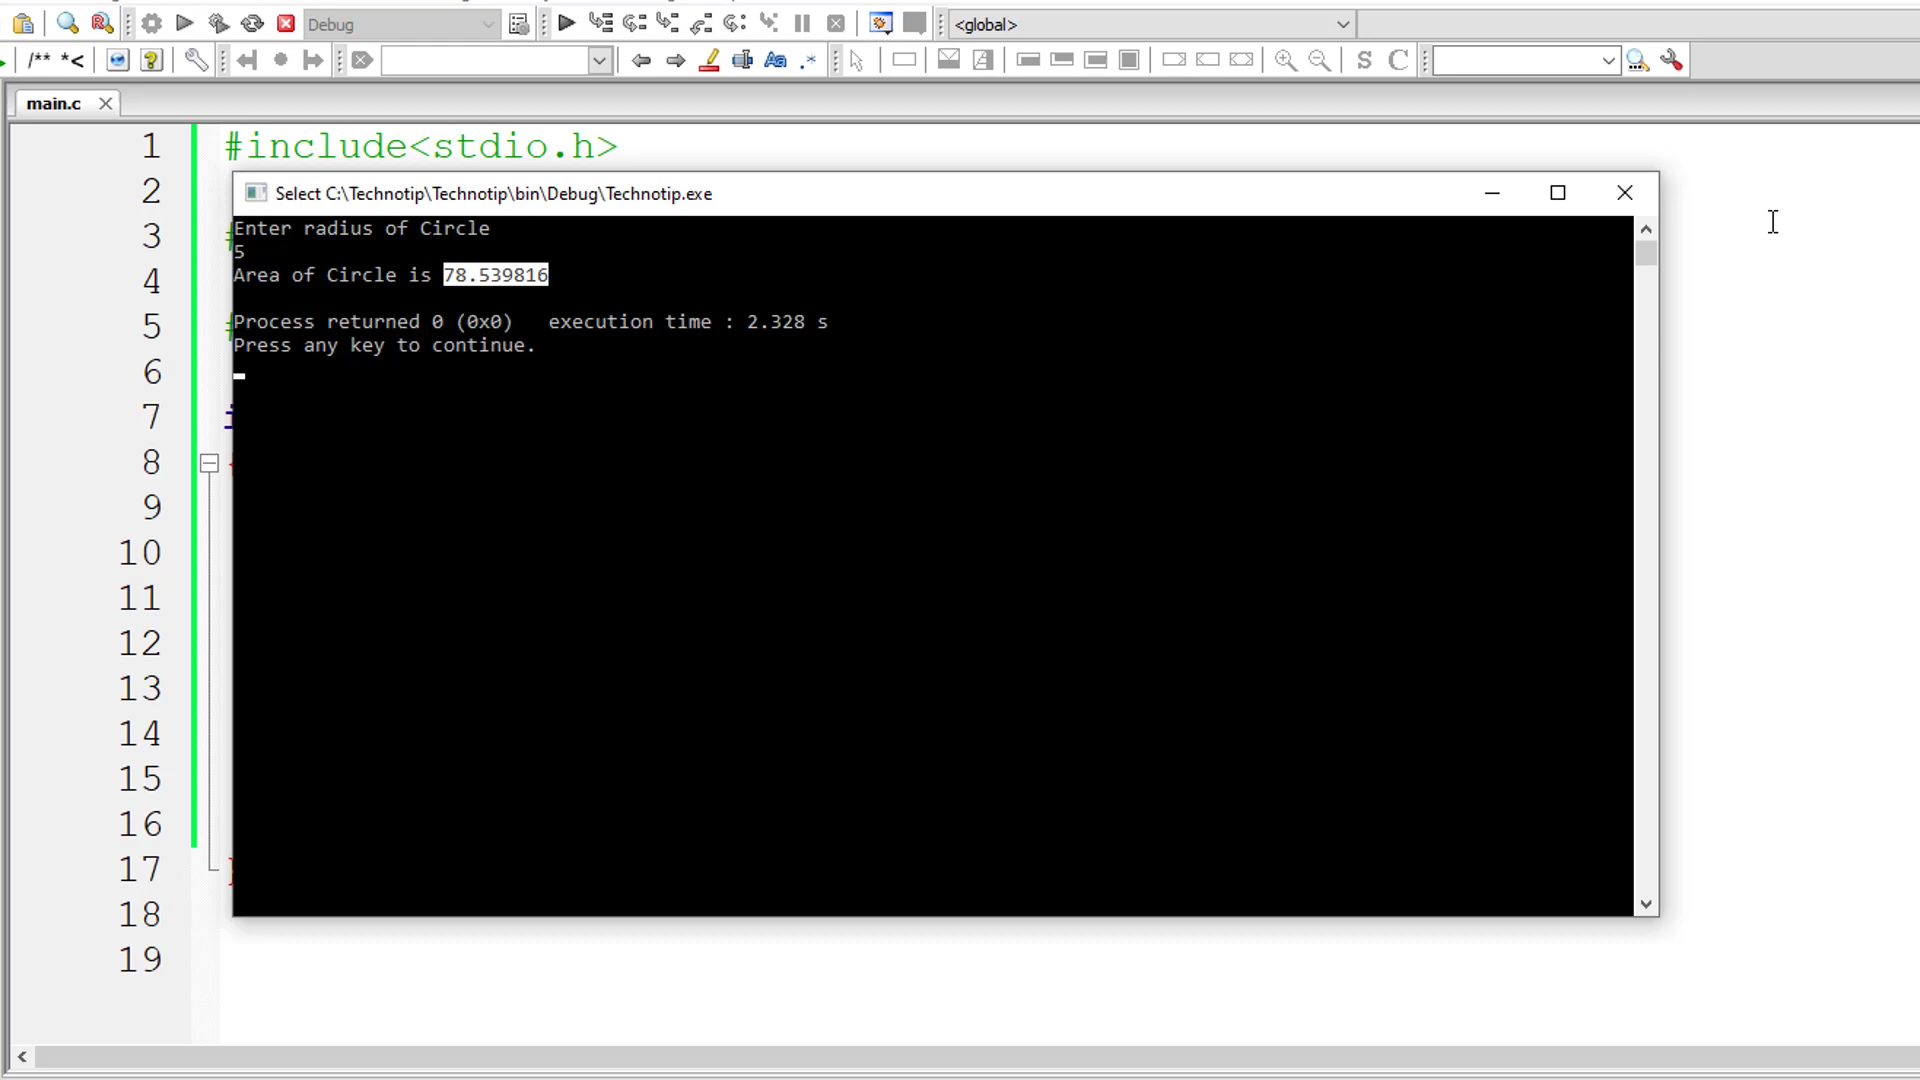 Debug
<global>
/** *<
Aa .*
S C
main.c
1 #include<stdio.h>
2
3 #
4
5 #
6
7
8
9
10
11
12
13
14
15
16
17 }
18
19
Select C:\Technotip\Technotip\bin\Debug\Technotip.exe
Enter radius of Circle
5
Area of Circle is 78.539816
Process returned 0 (0x0)   execution time : 2.328 s
Press any key to continue.